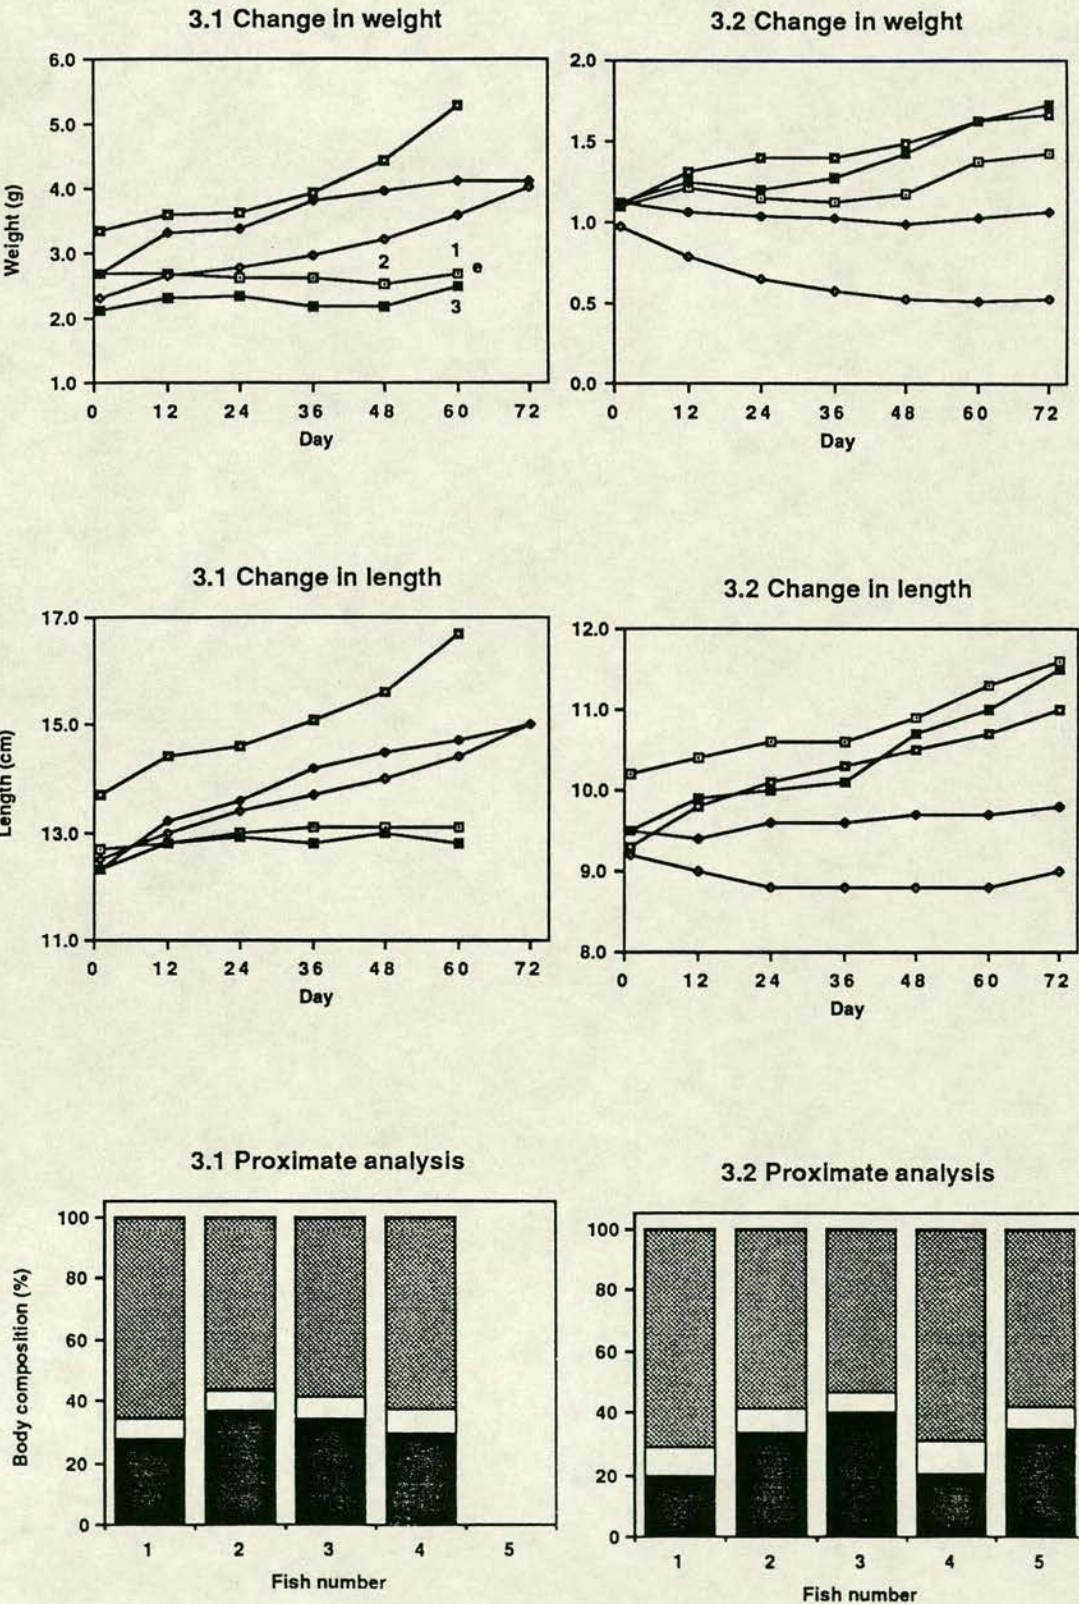 3.1 Change in weight
6.0
5.0
4.0
3.0
2.0
1.0
Weight (g)
1
2
e
3
0 12 24 36 48 60 72
Day
3.2 Change in weight
2.0
1.5
1.0
0.5
0.0
0 12 24 36 48 60 72
Day
3.1 Change in length
17.0
15.0
13.0
11.0
Length (cm)
0 12 24 36 48 60 72
Day
3.2 Change in length
12.0
11.0
10.0
9.0
8.0
0 12 24 36 48 60 72
Day
3.1 Proximate analysis
100
80
60
40
20
0
Body composition (%)
1 2 3 4 5
Fish number
3.2 Proximate analysis
100
80
60
40
20
0
1 2 3 4 5
Fish number